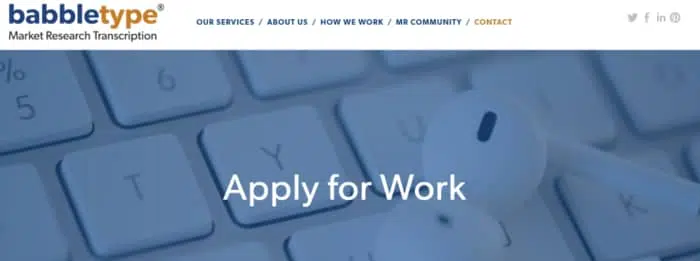 babbletype®
Market Research Transcription
OUR SERVICES / ABOUT US / HOW WE WORK / MR COMMUNITY / CONTACT
%
5
6
T
Y
U
K
Apply for Work